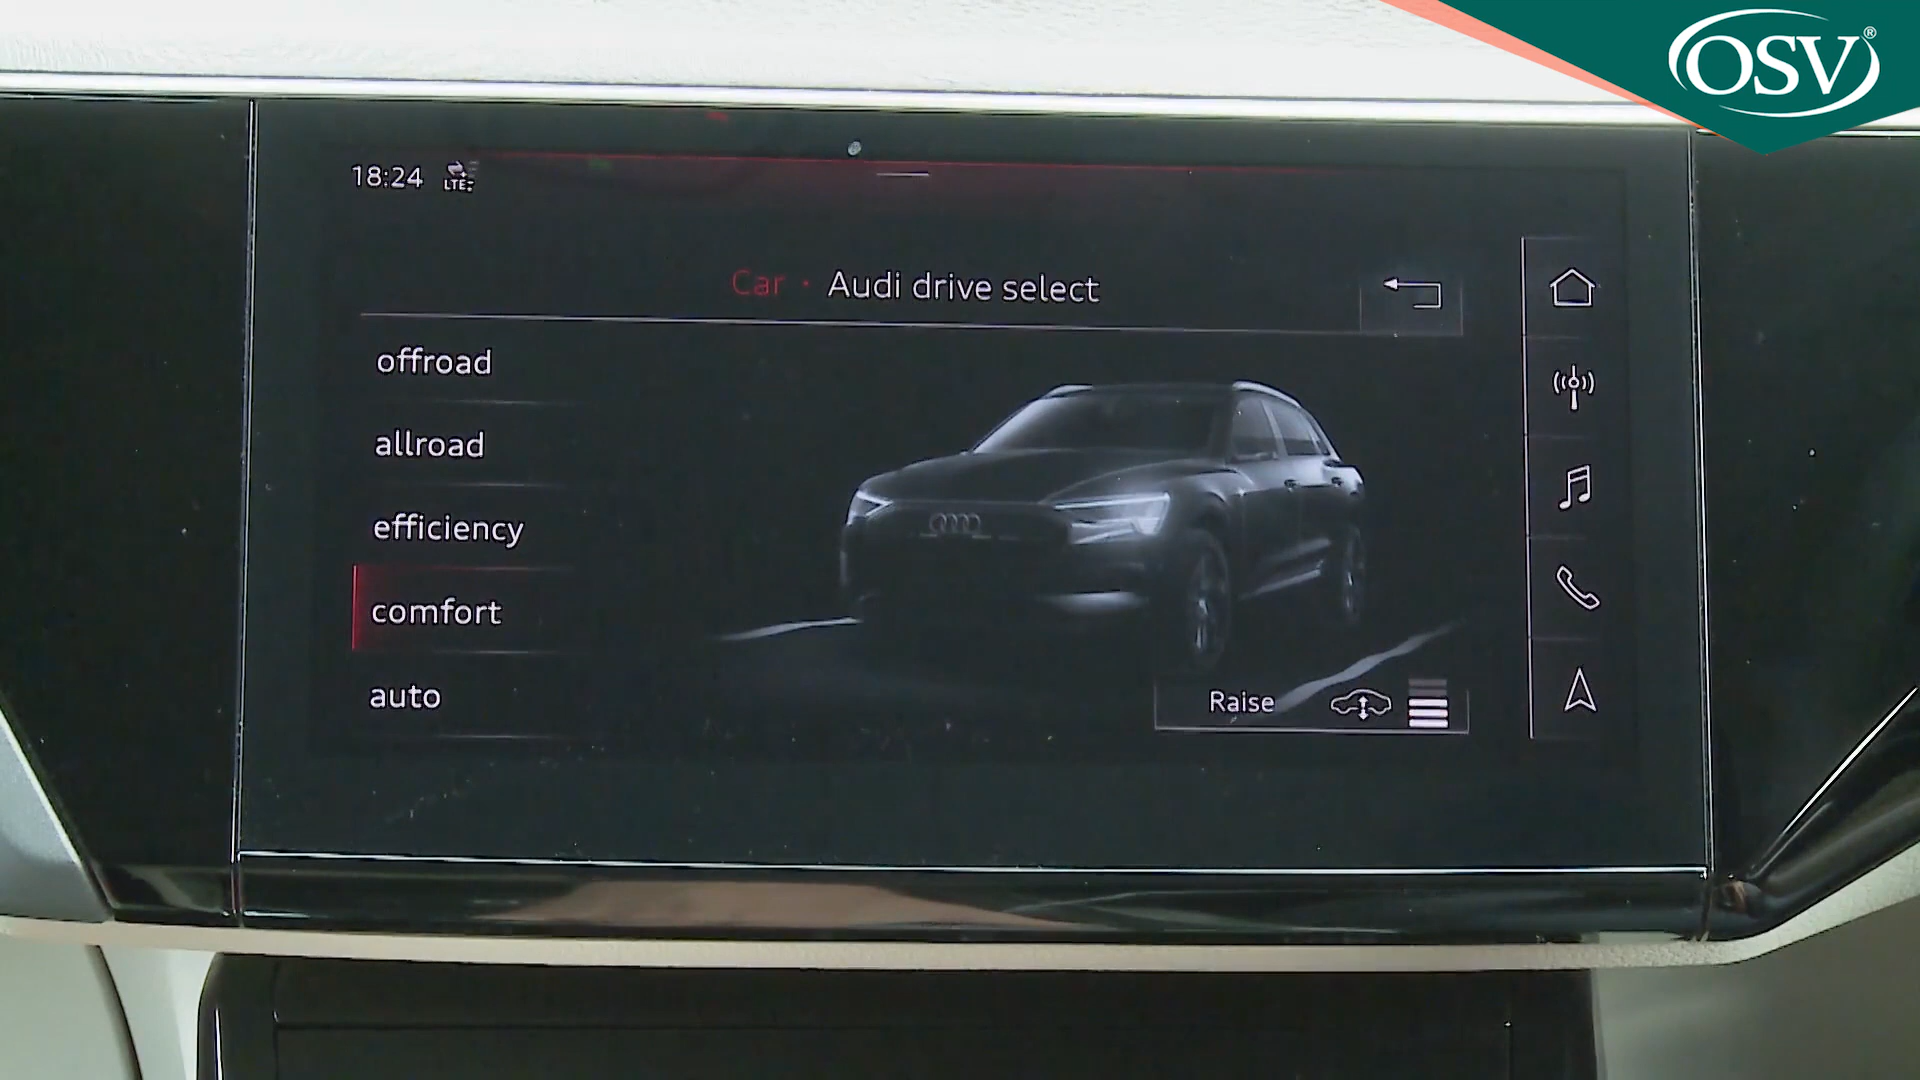 OSV®
18:24 LTE
Car • Audi drive select
offroad
allroad
efficiency
comfort
auto
Raise